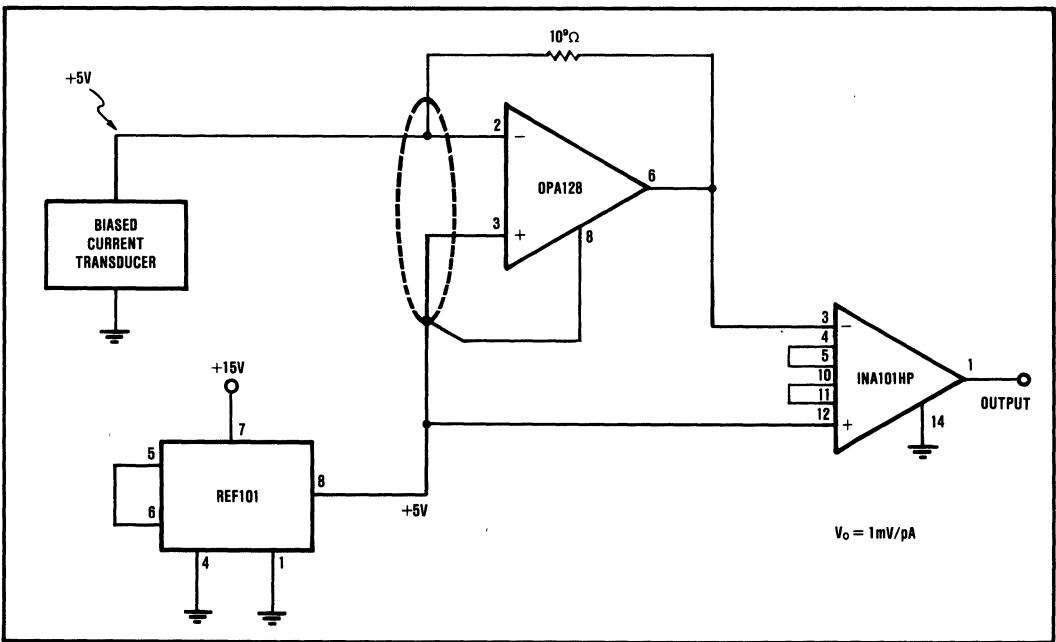 10⁹Ω
+5V
2
−
OPA128
6
3
+
8
BIASED
CURRENT
TRANSDUCER
3
−
4
5
10
11
12
+
INA101HP
1
OUTPUT
14
+15V
7
5
6
REF101
8
+5V
4
1
V₀ = 1mV/pA